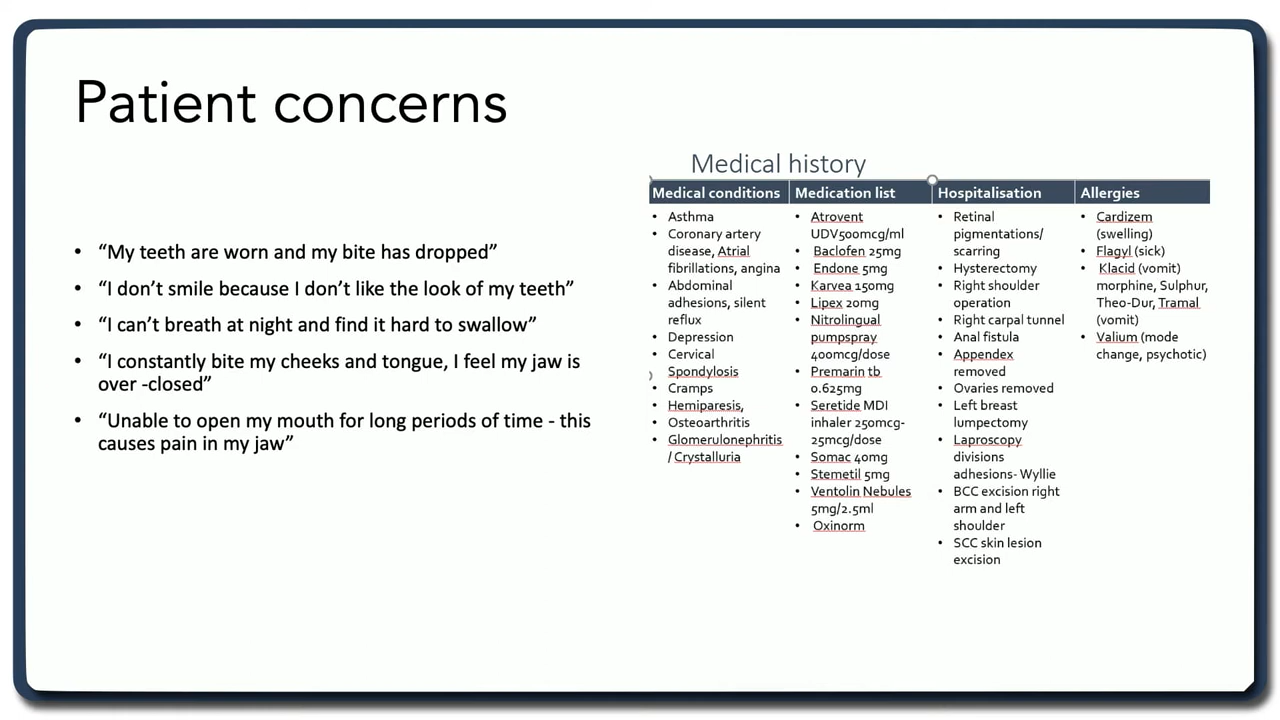 Patient concerns
• “My teeth are worn and my bite has dropped”
• “I don’t smile because I don’t like the look of my teeth”
• “I can’t breath at night and find it hard to swallow”
• “I constantly bite my cheeks and tongue, I feel my jaw is
over -closed”
• “Unable to open my mouth for long periods of time - this
causes pain in my jaw”
Medical history
Medical conditions
• Asthma
• Coronary artery
disease, Atrial
fibrillations, angina
• Abdominal
adhesions, silent
reflux
• Depression
• Cervical
Spondylosis
• Cramps
• Hemiparesis,
• Osteoarthritis
• Glomerulonephritis
/ Crystalluria
Medication list
• Atrovent
UDV500mcg/ml
• Baclofen 25mg
• Endone 5mg
• Karvea 150mg
• Lipex 20mg
• Nitrolingual
pumpspray
400mcg/dose
• Premarin tb
0.625mg
• Seretide MDI
inhaler 250mcg-
25mcg/dose
• Somac 40mg
• Stemetil 5mg
• Ventolin Nebules
5mg/2.5ml
• Oxinorm
Hospitalisation
• Retinal
pigmentations/
scarring
• Hysterectomy
• Right shoulder
operation
• Right carpal tunnel
• Anal fistula
• Appendex
removed
• Ovaries removed
• Left breast
lumpectomy
• Laproscopy
divisions
adhesions- Wyllie
• BCC excision right
arm and left
shoulder
• SCC skin lesion
excision
Allergies
• Cardizem
(swelling)
• Flagyl (sick)
• Klacid (vomit)
morphine, Sulphur,
Theo-Dur, Tramal
(vomit)
• Valium (mode
change, psychotic)